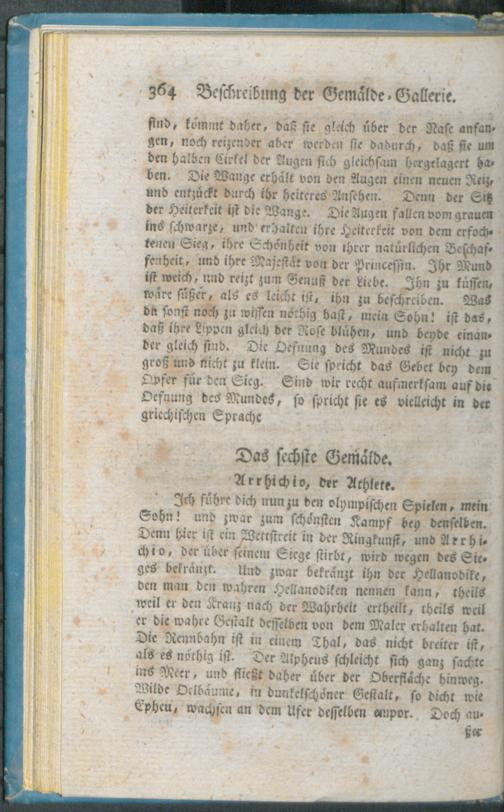 364 Beschreibung der Gemälde-Gallerie.
sind, kömmt daher, daß sie gleich über der Nase anfan-
gen, noch reizender aber werden sie dadurch, daß sie um
den halben Cirkel der Augen sich gleichsam hergelagert ha-
ben. Die Wange erhält von den Augen einen neuen Reiz,
und entzückt durch ihr heiteres Ansehen. Denn der Sitz
der Heiterkeit ist die Wange. Die Augen fallen vom grauen
ins schwarze, und erhalten ihre Heiterkeit von dem erfoch-
tenen Sieg, ihre Schönheit von ihrer natürlichen Beschaf-
fenheit, und ihre Majestät von der Princessin. Ihr Mund
ist weich, und reizt zum Genuß der Liebe. Ihn zu küssen,
wäre süßer, als es leicht ist, ihn zu beschreiben. Was
du sonst noch zu wissen nöthig hast, mein Sohn! ist das,
daß ihre Lippen gleich der Rose blühen, und beyde einan-
der gleich sind. Die Oefnung des Mundes ist nicht zu
groß und nicht zu klein. Sie spricht das Gebet bey dem
Opfer für den Sieg. Sind wir recht aufmerksam auf die
Oefnung des Mundes, so spricht sie es vielleicht in der
griechischen Sprache
Das sechste Gemälde.
Arrhichio, der Athlete.
Ich führe dich nun zu den olympischen Spielen, mein
Sohn! und zwar zum schönsten Kampf bey denselben.
Denn hier ist ein Wettstreit in der Ringkunst, und Arrhi-
chio, der über seinem Siege stirbt, wird wegen des Sie-
ges bekränzt. Und zwar bekränzt ihn der Hellanodike,
den man den wahren Hellanodiken nennen kann, theils
weil er den Kranz nach der Wahrheit ertheilt, theils weil
er die wahre Gestalt desselben von dem Maler erhalten hat.
Die Rennbahn ist in einem Thal, das nicht breiter ist,
als es nöthig ist. Der Alpheus schleicht sich ganz sachte
ins Meer, und fließt daher über der Oberfläche hinweg.
Wilde Oelbäume, in dunkelschöner Gestalt, so dicht wie
Epheu, wachsen an dem Ufer desselben empor. Doch au-
ßer